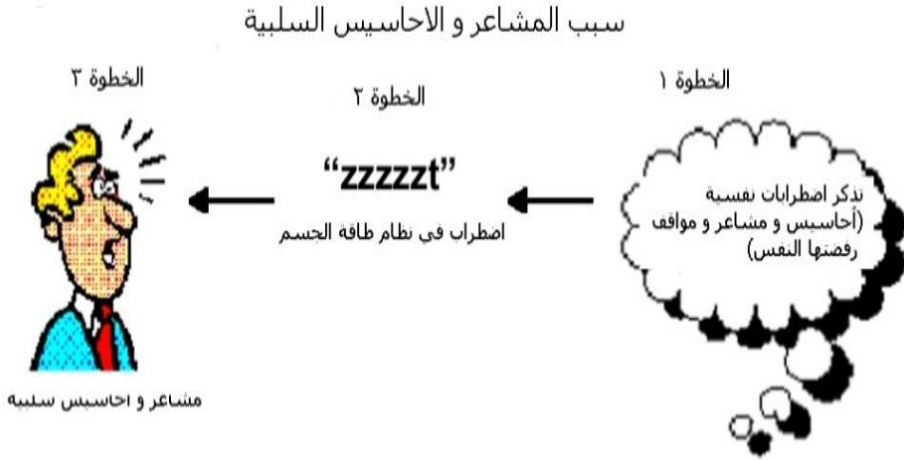 سبب المشاعر و الاحاسيس السلبية
الخطوة ١
تذكر اضطرابات نفسية
(أحاسيس و مشاعر و مواقف
رفضتها النفس)
الخطوة ٢
“zzzzzt”
اضطراب في نظام طاقة الجسم
الخطوة ٣
مشاعر و احاسيس سلبية